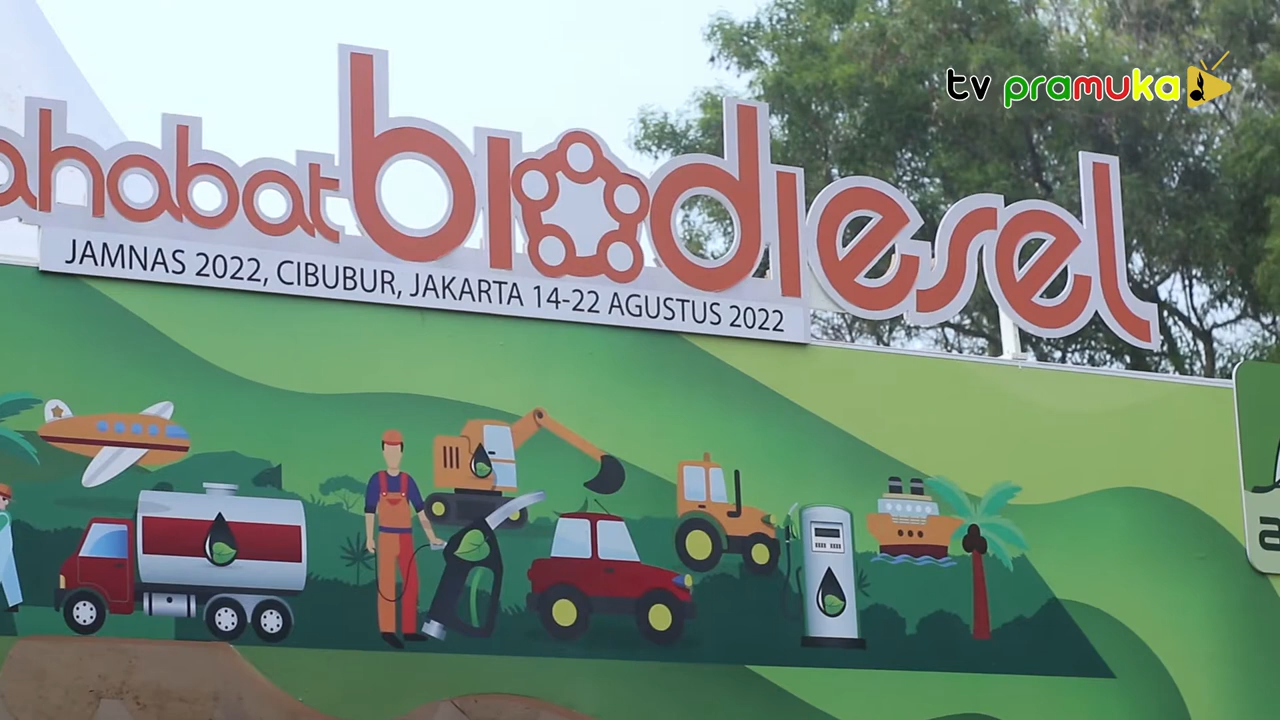 tv pramuka
ahabat biodiesel
JAMNAS 2022, CIBUBUR, JAKARTA 14-22 AGUSTUS 2022
a